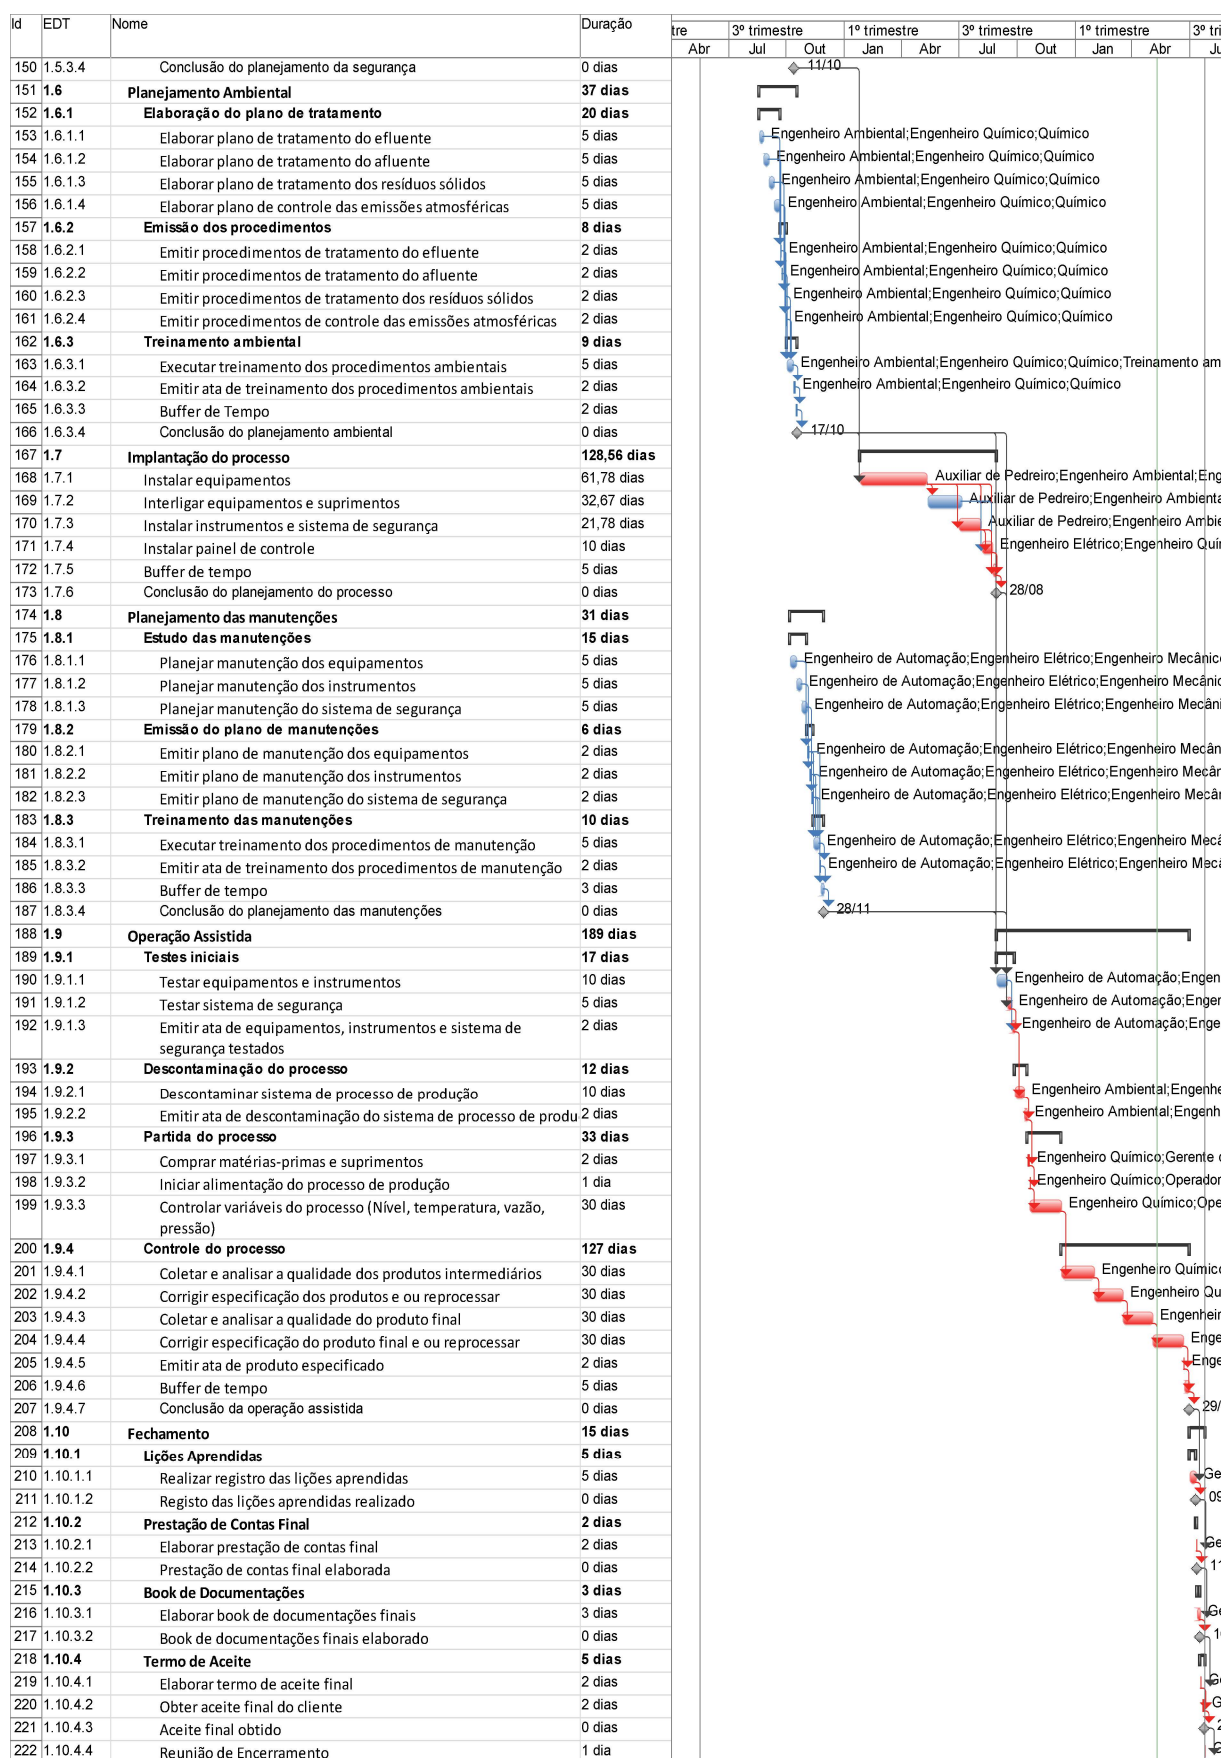 Id EDT Nome Duração
tre 3º trimestre 1º trimestre 3º trimestre 1º trimestre 3º tri
Abr Jul Out Jan Abr Jul Out Jan Abr Ju
150 1.5.3.4 Conclusão do planejamento da segurança 0 dias 11/10
151 1.6 Planejamento Ambiental 37 dias
152 1.6.1 Elaboração do plano de tratamento 20 dias
153 1.6.1.1 Elaborar plano de tratamento do efluente 5 dias Engenheiro Ambiental;Engenheiro Químico;Químico
154 1.6.1.2 Elaborar plano de tratamento do afluente 5 dias Engenheiro Ambiental;Engenheiro Químico;Químico
155 1.6.1.3 Elaborar plano de tratamento dos resíduos sólidos 5 dias Engenheiro Ambiental;Engenheiro Químico;Químico
156 1.6.1.4 Elaborar plano de controle das emissões atmosféricas 5 dias Engenheiro Ambiental;Engenheiro Químico;Químico
157 1.6.2 Emissão dos procedimentos 8 dias
158 1.6.2.1 Emitir procedimentos de tratamento do efluente 2 dias Engenheiro Ambiental;Engenheiro Químico;Químico
159 1.6.2.2 Emitir procedimentos de tratamento do afluente 2 dias Engenheiro Ambiental;Engenheiro Químico;Químico
160 1.6.2.3 Emitir procedimentos de tratamento dos resíduos sólidos 2 dias Engenheiro Ambiental;Engenheiro Químico;Químico
161 1.6.2.4 Emitir procedimentos de controle das emissões atmosféricas 2 dias Engenheiro Ambiental;Engenheiro Químico;Químico
162 1.6.3 Treinamento ambiental 9 dias
163 1.6.3.1 Executar treinamento dos procedimentos ambientais 5 dias Engenheiro Ambiental;Engenheiro Químico;Químico;Treinamento am
164 1.6.3.2 Emitir ata de treinamento dos procedimentos ambientais 2 dias Engenheiro Ambiental;Engenheiro Químico;Químico
165 1.6.3.3 Buffer de Tempo 2 dias
166 1.6.3.4 Conclusão do planejamento ambiental 0 dias 17/10
167 1.7 Implantação do processo 128,56 dias
168 1.7.1 Instalar equipamentos 61,78 dias Auxiliar de Pedreiro;Engenheiro Ambiental;Eng
169 1.7.2 Interligar equipamentos e suprimentos 32,67 dias Auxiliar de Pedreiro;Engenheiro Ambienta
170 1.7.3 Instalar instrumentos e sistema de segurança 21,78 dias Auxiliar de Pedreiro;Engenheiro Ambie
171 1.7.4 Instalar painel de controle 10 dias Engenheiro Elétrico;Engenheiro Quí
172 1.7.5 Buffer de tempo 5 dias
173 1.7.6 Conclusão do planejamento do processo 0 dias 28/08
174 1.8 Planejamento das manutenções 31 dias
175 1.8.1 Estudo das manutenções 15 dias
176 1.8.1.1 Planejar manutenção dos equipamentos 5 dias Engenheiro de Automação;Engenheiro Elétrico;Engenheiro Mecânic
177 1.8.1.2 Planejar manutenção dos instrumentos 5 dias Engenheiro de Automação;Engenheiro Elétrico;Engenheiro Mecâni
178 1.8.1.3 Planejar manutenção do sistema de segurança 5 dias Engenheiro de Automação;Engenheiro Elétrico;Engenheiro Mecâni
179 1.8.2 Emissão do plano de manutenções 6 dias
180 1.8.2.1 Emitir plano de manutenção dos equipamentos 2 dias Engenheiro de Automação;Engenheiro Elétrico;Engenheiro Mecân
181 1.8.2.2 Emitir plano de manutenção dos instrumentos 2 dias Engenheiro de Automação;Engenheiro Elétrico;Engenheiro Mecân
182 1.8.2.3 Emitir plano de manutenção do sistema de segurança 2 dias Engenheiro de Automação;Engenheiro Elétrico;Engenheiro Mecâ
183 1.8.3 Treinamento das manutenções 10 dias
184 1.8.3.1 Executar treinamento dos procedimentos de manutenção 5 dias Engenheiro de Automação;Engenheiro Elétrico;Engenheiro Mecâ
185 1.8.3.2 Emitir ata de treinamento dos procedimentos de manutenção 2 dias Engenheiro de Automação;Engenheiro Elétrico;Engenheiro Mecâ
186 1.8.3.3 Buffer de tempo 3 dias
187 1.8.3.4 Conclusão do planejamento das manutenções 0 dias 28/11
188 1.9 Operação Assistida 189 dias
189 1.9.1 Testes iniciais 17 dias
190 1.9.1.1 Testar equipamentos e instrumentos 10 dias Engenheiro de Automação;Engen
191 1.9.1.2 Testar sistema de segurança 5 dias Engenheiro de Automação;Enger
192 1.9.1.3 Emitir ata de equipamentos, instrumentos e sistema de 2 dias Engenheiro de Automação;Enge
segurança testados
193 1.9.2 Descontaminação do processo 12 dias
194 1.9.2.1 Descontaminar sistema de processo de produção 10 dias Engenheiro Ambiental;Engenhe
195 1.9.2.2 Emitir ata de descontaminação do sistema de processo de produ 2 dias Engenheiro Ambiental;Engenh
196 1.9.3 Partida do processo 33 dias
197 1.9.3.1 Comprar matérias-primas e suprimentos 2 dias Engenheiro Químico;Gerente
198 1.9.3.2 Iniciar alimentação do processo de produção 1 dia Engenheiro Químico;Operador
199 1.9.3.3 Controlar variáveis do processo (Nível, temperatura, vazão, 30 dias Engenheiro Químico;Ope
pressão)
200 1.9.4 Controle do processo 127 dias
201 1.9.4.1 Coletar e analisar a qualidade dos produtos intermediários 30 dias Engenheiro Químico
202 1.9.4.2 Corrigir especificação dos produtos e ou reprocessar 30 dias Engenheiro Qu
203 1.9.4.3 Coletar e analisar a qualidade do produto final 30 dias Engenheir
204 1.9.4.4 Corrigir especificação do produto final e ou reprocessar 30 dias Enge
205 1.9.4.5 Emitir ata de produto especificado 2 dias Enge
206 1.9.4.6 Buffer de tempo 5 dias
207 1.9.4.7 Conclusão da operação assistida 0 dias 29/
208 1.10 Fechamento 15 dias
209 1.10.1 Lições Aprendidas 5 dias
210 1.10.1.1 Realizar registro das lições aprendidas 5 dias Ge
211 1.10.1.2 Registo das lições aprendidas realizado 0 dias 09
212 1.10.2 Prestação de Contas Final 2 dias
213 1.10.2.1 Elaborar prestação de contas final 2 dias Ge
214 1.10.2.2 Prestação de contas final elaborada 0 dias 11
215 1.10.3 Book de Documentações 3 dias
216 1.10.3.1 Elaborar book de documentações finais 3 dias Ge
217 1.10.3.2 Book de documentações finais elaborado 0 dias
218 1.10.4 Termo de Aceite 5 dias
219 1.10.4.1 Elaborar termo de aceite final 2 dias
220 1.10.4.2 Obter aceite final do cliente 2 dias G
221 1.10.4.3 Aceite final obtido 0 dias
222 1.10.4.4 Reunião de Encerramento 1 dia